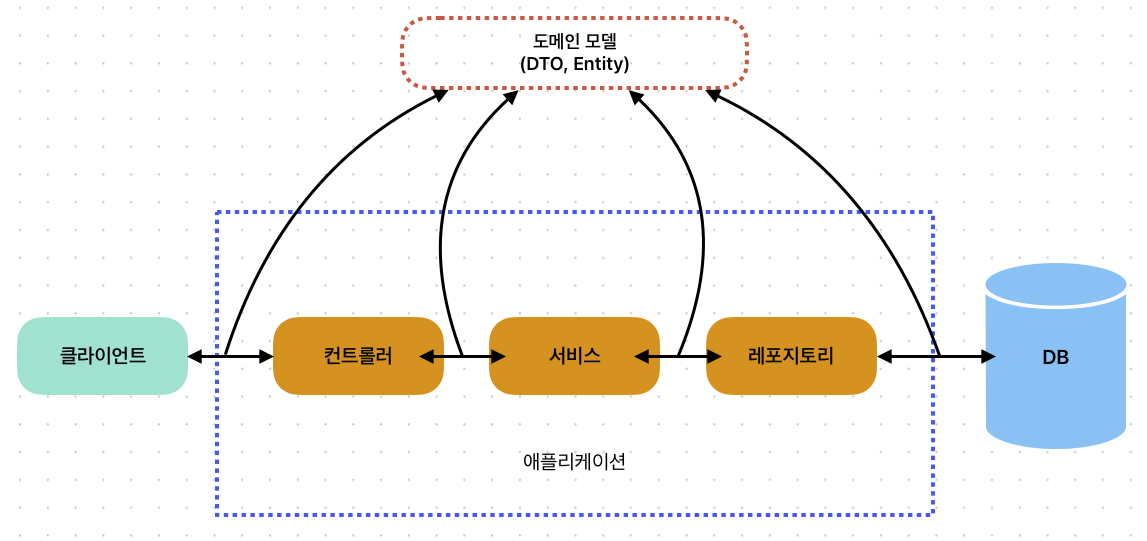 도메인 모델
(DTO, Entity)
클라이언트
컨트롤러
서비스
레포지토리
DB
애플리케이션